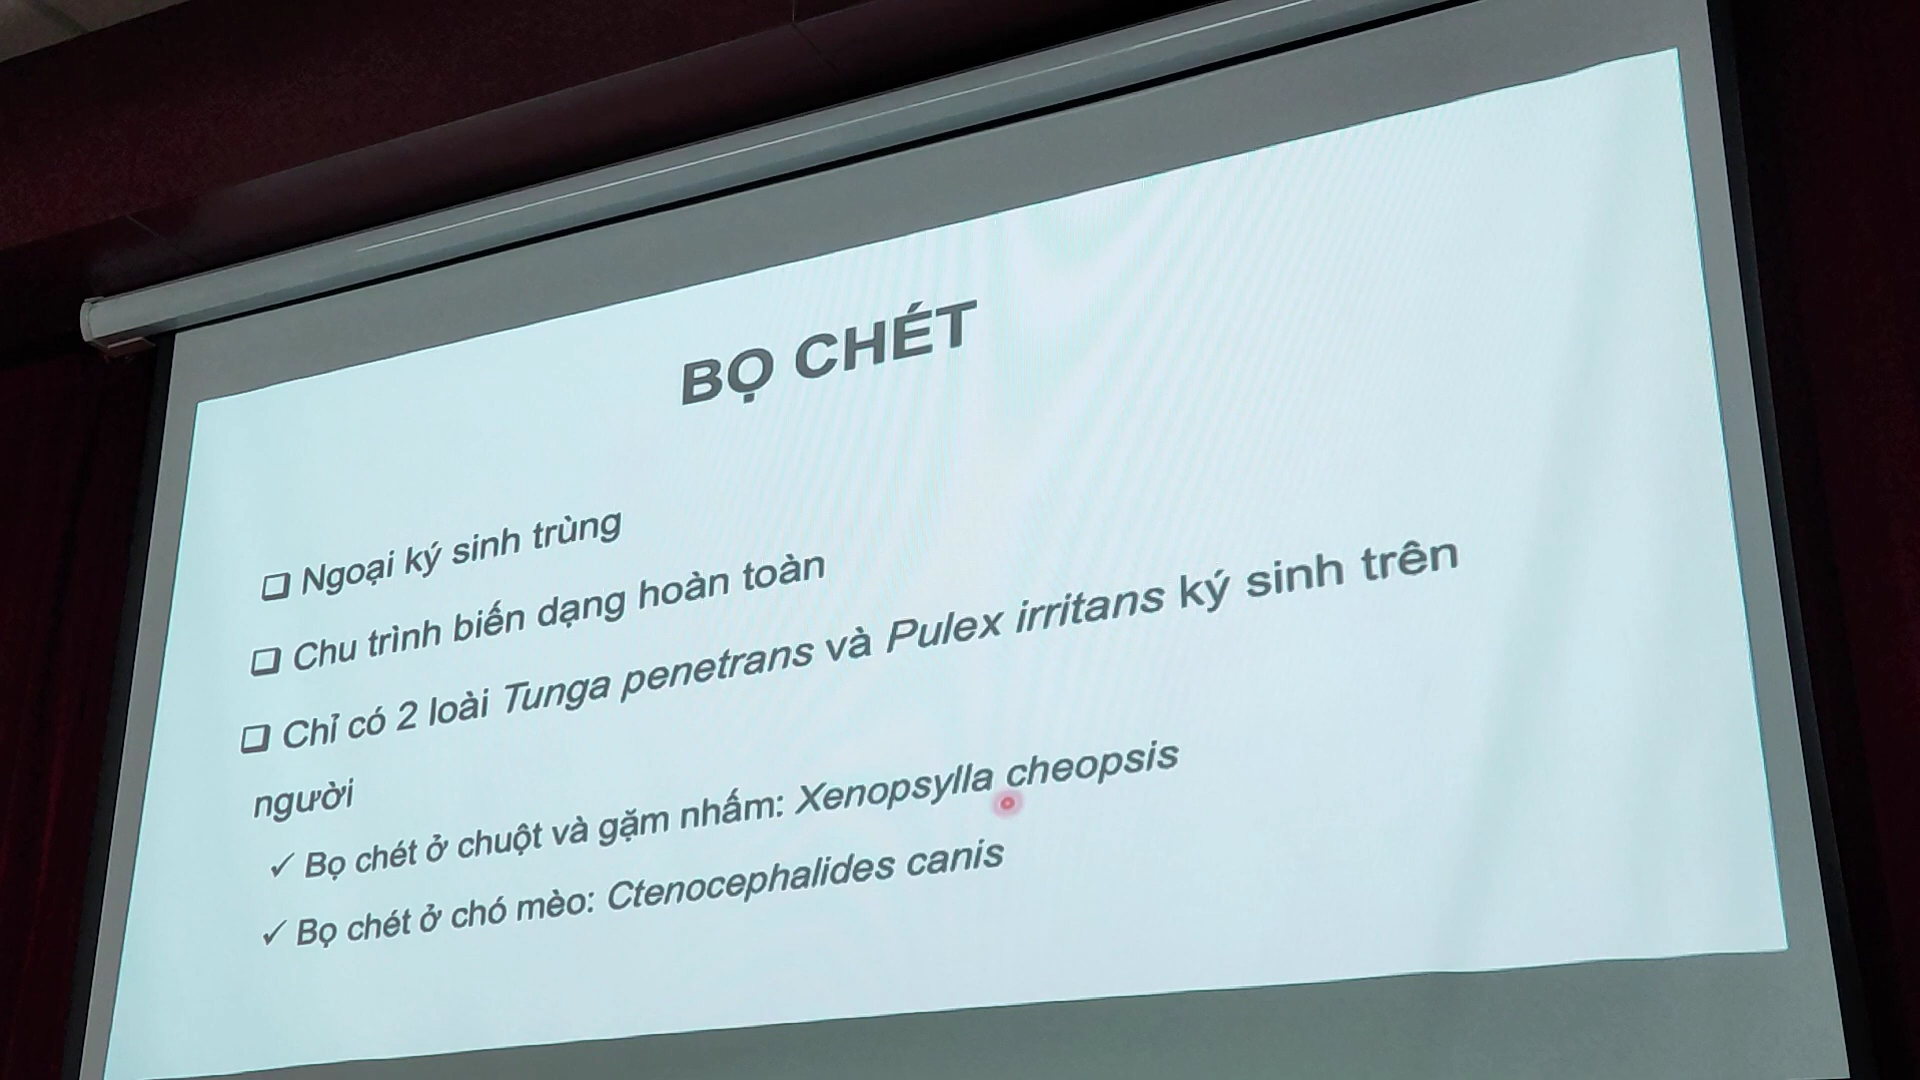 BỌ CHÉT
❑ Ngoại ký sinh trùng
❑ Chu trình biến dạng hoàn toàn
❑ Chỉ có 2 loài Tunga penetrans và Pulex irritans ký sinh trên
người
✓ Bọ chét ở chuột và gặm nhấm: Xenopsylla cheopsis
✓ Bọ chét ở chó mèo: Ctenocephalides canis